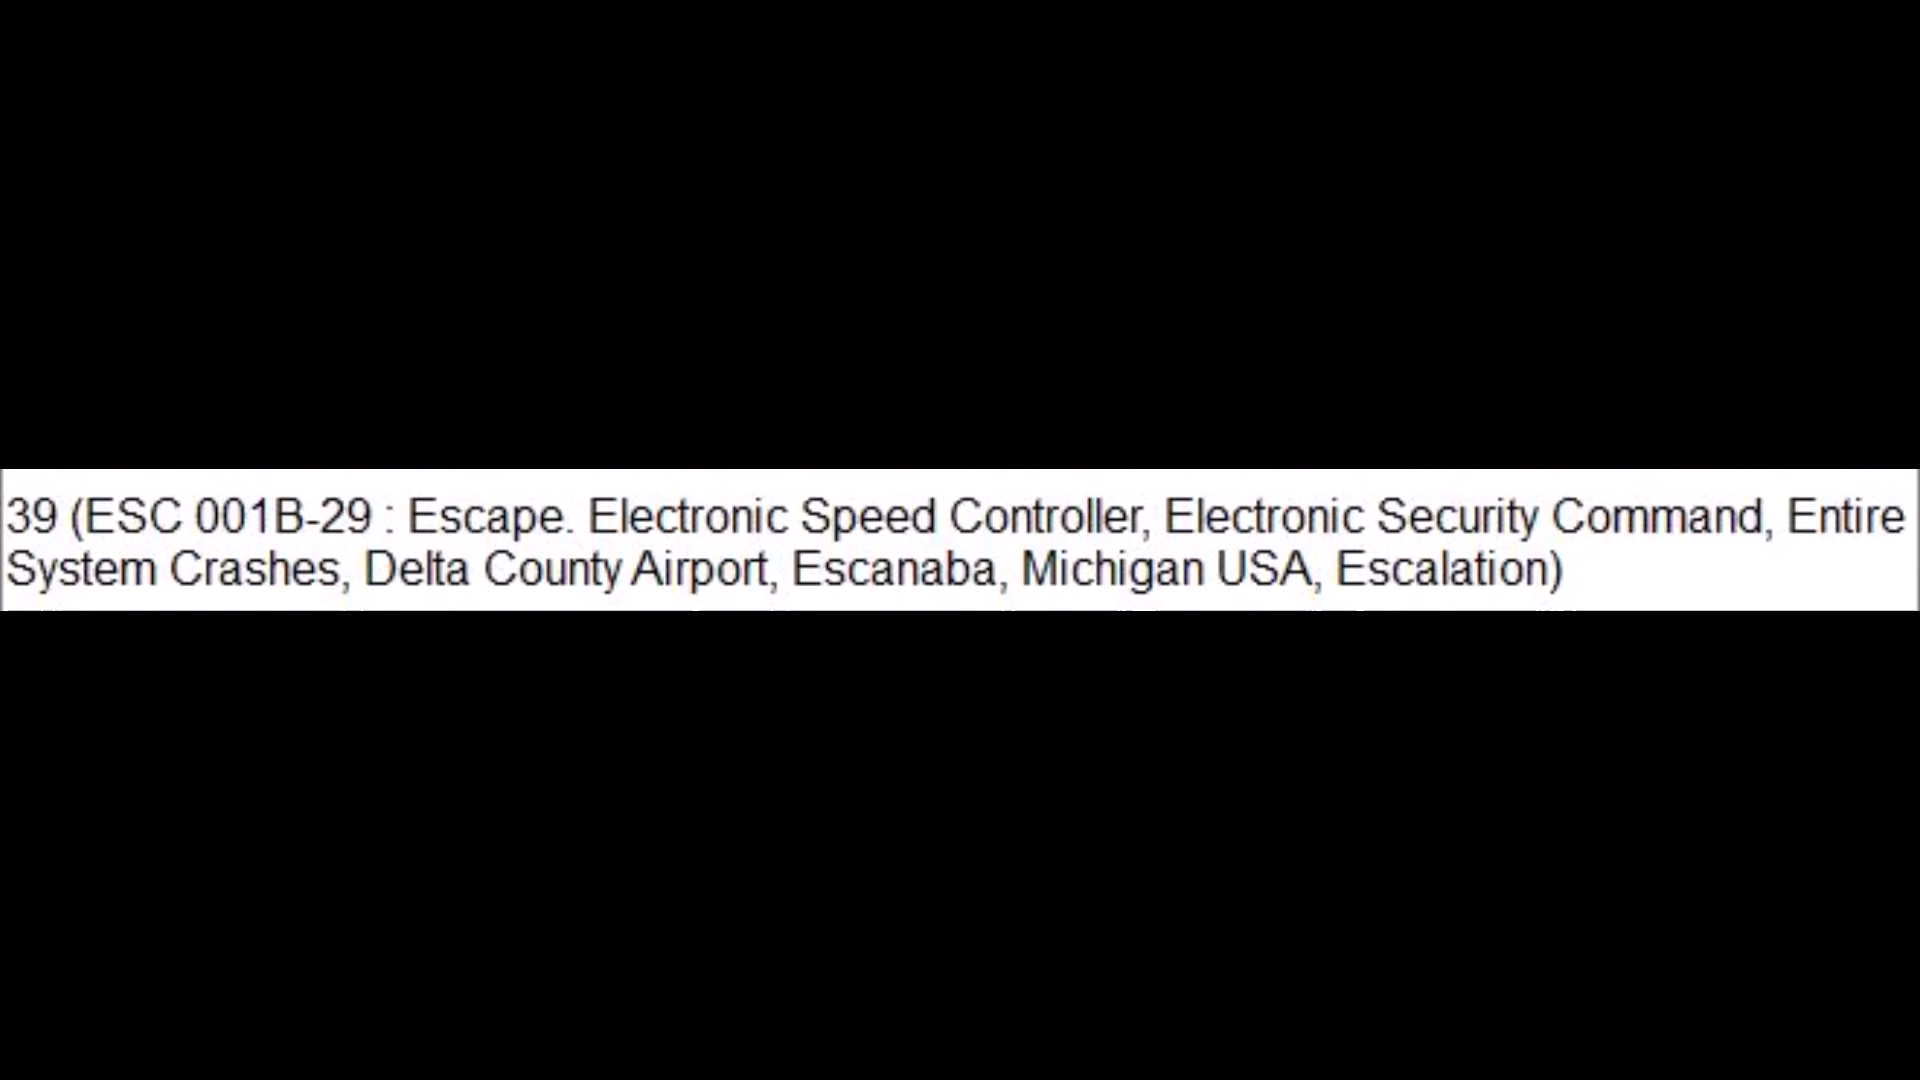 39 (ESC 001B-29 : Escape. Electronic Speed Controller, Electronic Security Command, Entire
System Crashes, Delta County Airport, Escanaba, Michigan USA, Escalation)